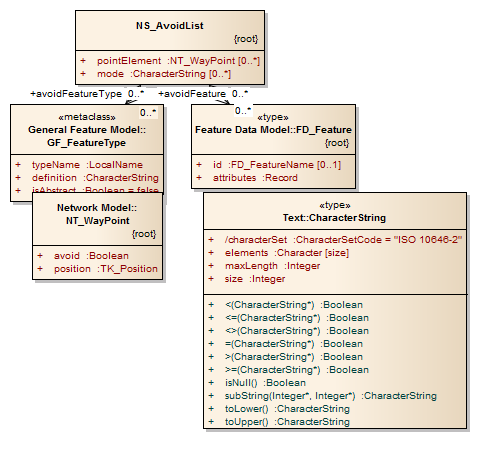 NS_AvoidList
{root}
+ pointElement :NT_WayPoint [0..*]
+ mode :CharacterString [0..*]
+avoidFeatureType 0..* +avoidFeature 0..*
0..* 0..*
«metaclass»
General Feature Model::
GF_FeatureType
+ typeName :LocalName
+ definition :CharacterString
+ isAbstract :Boolean = false
«type»
Feature Data Model::FD_Feature
{root}
+ id :FD_FeatureName [0..1]
+ attributes :Record
Network Model::
NT_WayPoint
{root}
+ avoid :Boolean
+ position :TK_Position
«type»
Text::CharacterString
+ /characterSet :CharacterSetCode = "ISO 10646-2"
+ elements :Character [size]
+ maxLength :Integer
+ size :Integer
+ <(CharacterString*) :Boolean
+ <=(CharacterString*) :Boolean
+ <>(CharacterString*) :Boolean
+ =(CharacterString*) :Boolean
+ >(CharacterString*) :Boolean
+ >=(CharacterString*) :Boolean
+ isNull() :Boolean
+ subString(Integer*, Integer*) :CharacterString
+ toLower() :CharacterString
+ toUpper() :CharacterString